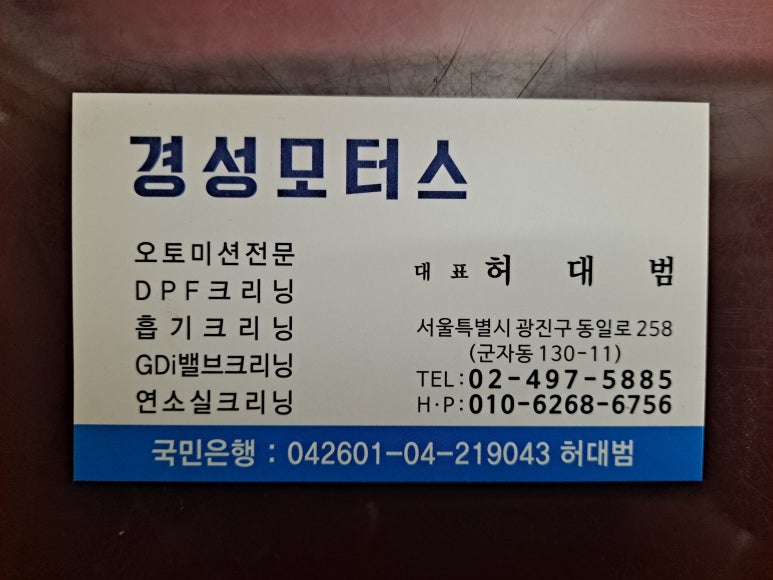 경성모터스
오토미션전문
DPF크리닝
흡기크리닝
GDi밸브크리닝
연소실크리닝
대표 허 대 범
서울특별시 광진구 동일로 258
(군자동 130-11)
TEL : 02-497-5885
H·P : 010-6268-6756
국민은행 : 042601-04-219043 허대범